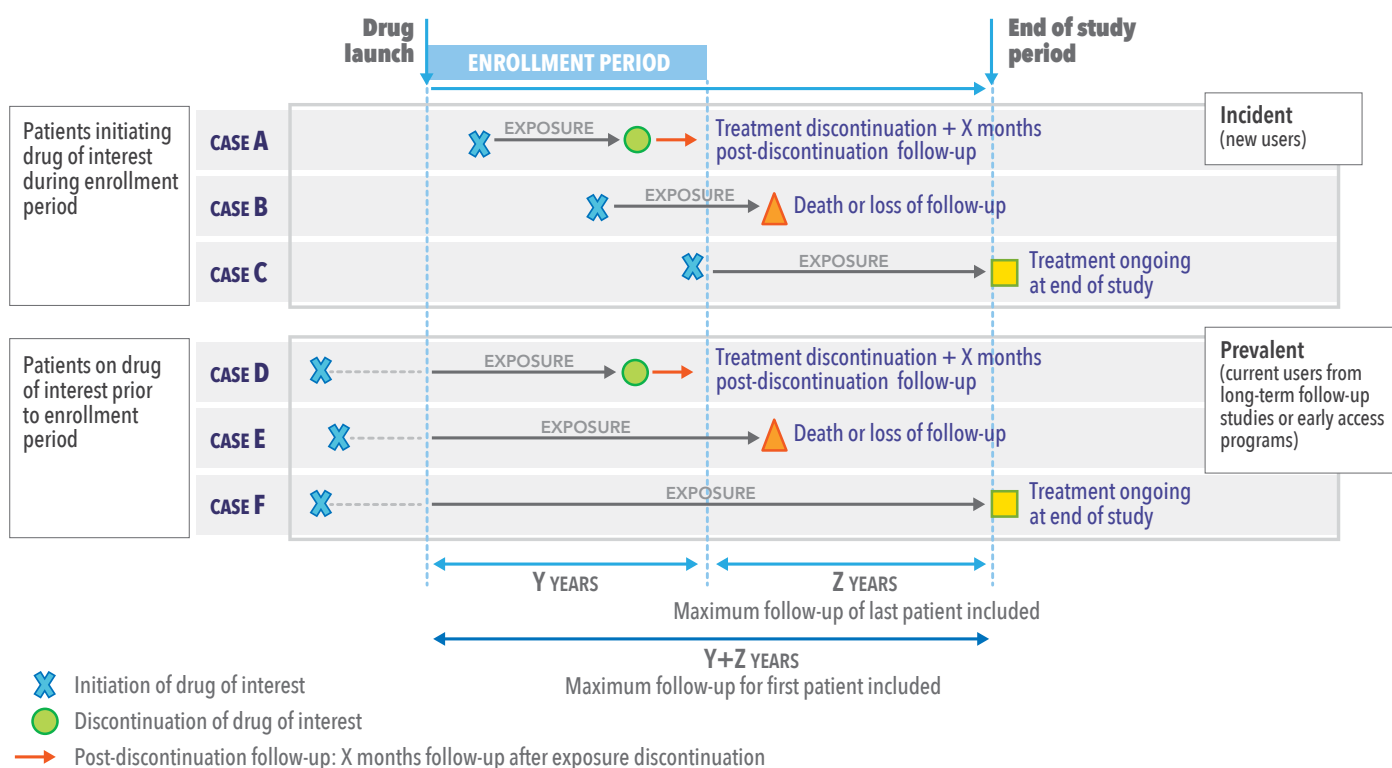 Drug
launch
ENROLLMENT PERIOD
End of study
period
Patients initiating
drug of interest
during enrollment
period
CASE A
EXPOSURE
Treatment discontinuation + X months
post-discontinuation follow-up
Incident
(new users)
CASE B
EXPOSURE
Death or loss of follow-up
CASE C
EXPOSURE
Treatment ongoing
at end of study
Patients on drug
of interest prior
to enrollment
period
CASE D
EXPOSURE
Treatment discontinuation + X months
post-discontinuation follow-up
Prevalent
(current users from
long-term follow-up
studies or early access
programs)
CASE E
EXPOSURE
Death or loss of follow-up
CASE F
EXPOSURE
Treatment ongoing
at end of study
Y YEARS
Z YEARS
Maximum follow-up of last patient included
Y+Z YEARS
Maximum follow-up for first patient included
Initiation of drug of interest
Discontinuation of drug of interest
Post-discontinuation follow-up: X months follow-up after exposure discontinuation